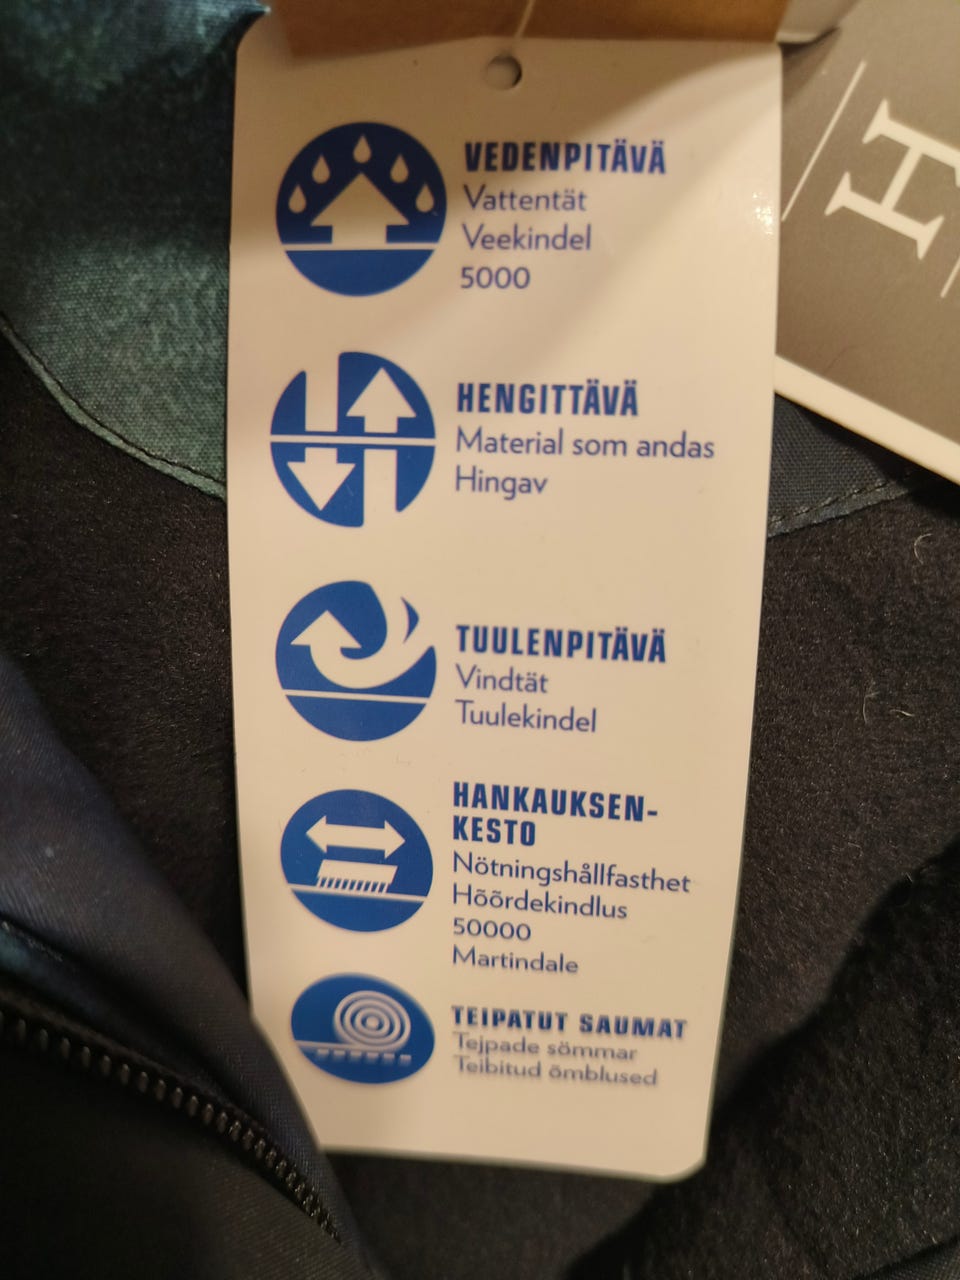 VEDENPITÄVÄ
Vattentät
Veekindel
5000
HENGITTÄVÄ
Material som andas
Hingav
TUULENPITÄVÄ
Vindtät
Tuulekindel
HANKAUKSEN-
KESTO
Nötningshållfasthet
Hõõrdekindlus
50000
Martindale
TEIPATUT SAUMAT
Tejpade sömmar
Teibitud õmblused
H